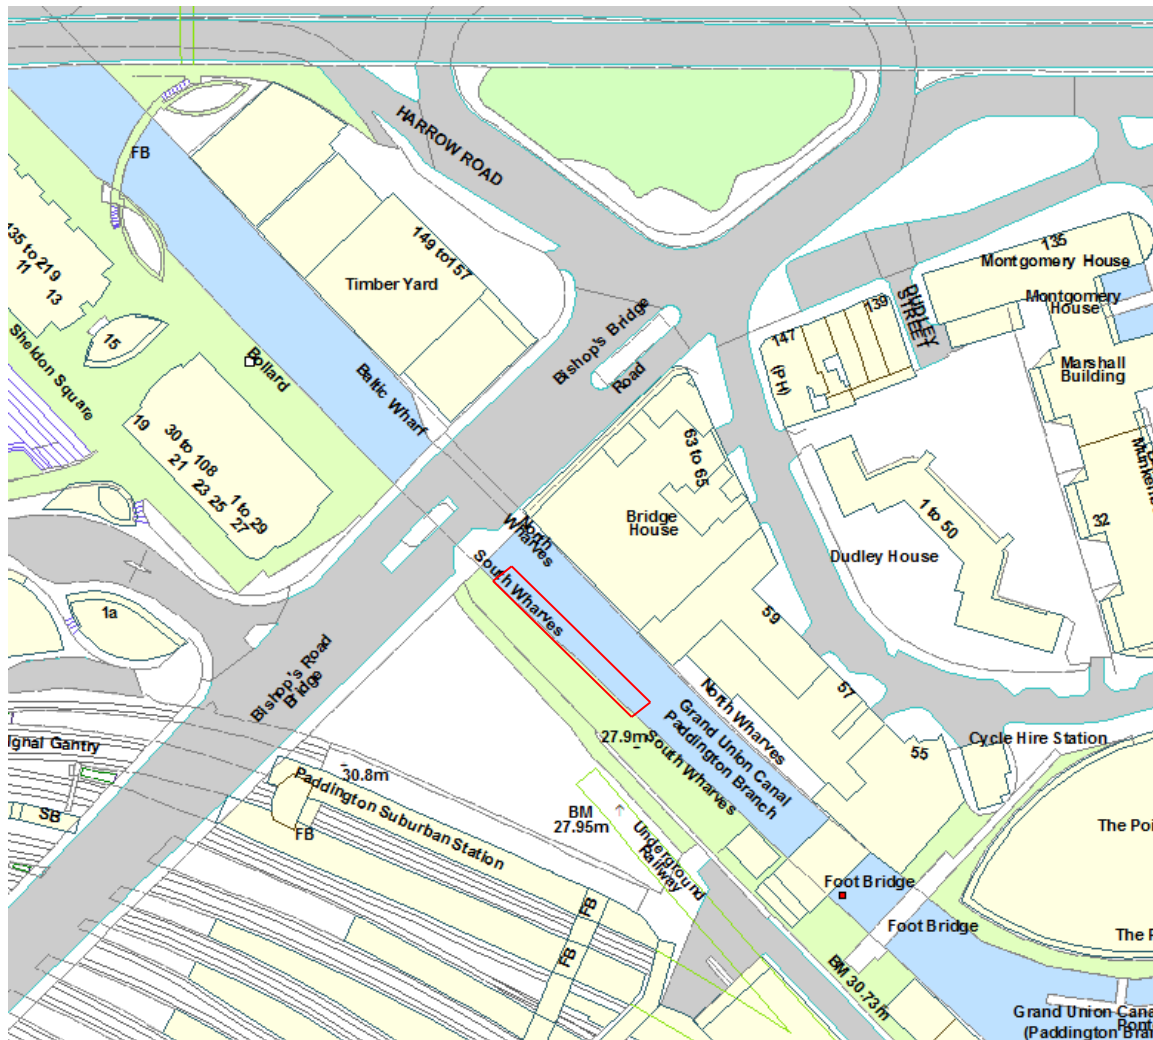 HARROW ROAD
FB
135 to 219
11
13
149 to 157
Timber Yard
135
Montgomery House
Montgomery
House
DUDLEY
STREET
139
147
(PH)
Marshall
Building
Bishop's Bridge
Road
15
Bollard
Sheldon Square
Baltic Wharf
19
30 to 108
21
23 25
1 to 29
27
63 to 65
Bridge
House
North
Wharves
South Wharves
1 to 50
32
Dudley House
1a
59
57
55
Bishop's Road
Bridge
North Wharves
Grand Union Canal
Paddington Branch
27.9m
South Wharves
Cycle Hire Station
ignal Gantry
30.8m
Paddington Suburban Station
SB
FB
BM
27.95m
Underground
Railway
The Poi
Foot Bridge
Foot Bridge
FB
FB
The P
BM 30.73m
Grand Union Cana
(Paddington Bran